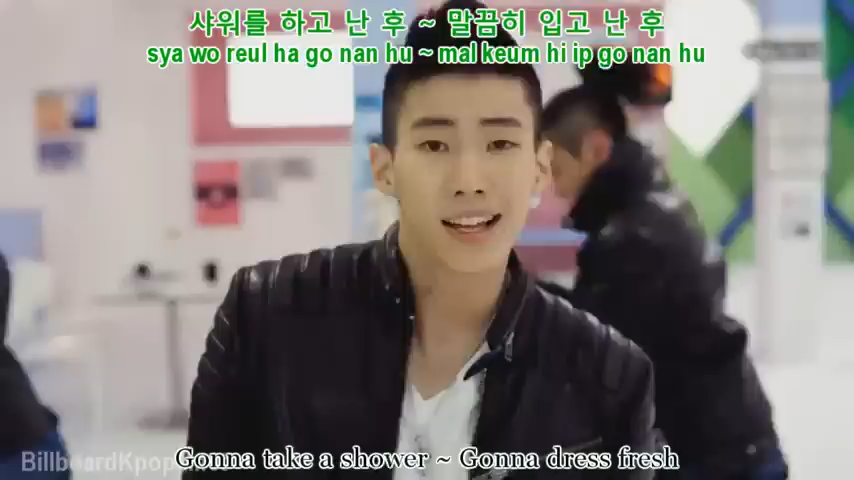 샤워를 하고 난 후 ~ 말끔히 입고 난 후
sya wo reul ha go nan hu ~ mal keum hi ip go nan hu
Gonna take a shower ~ Gonna dress fresh